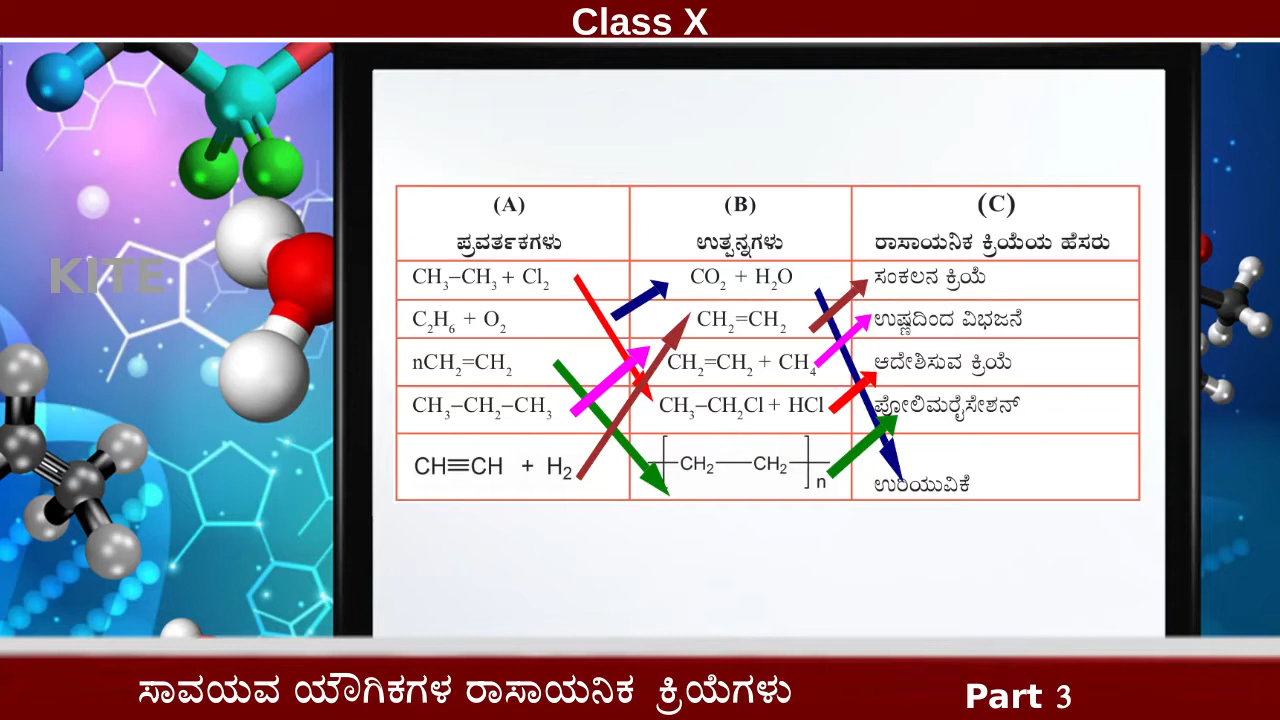 Class X
KITE
(A) (B) (C)
ಪ್ರವರ್ತಕಗಳು ಉತ್ಪನ್ನಗಳು ರಾಸಾಯನಿಕ ಕ್ರಿಯೆಯ ಹೆಸರು
CH₃–CH₃ + Cl₂ CO₂ + H₂O ಸಂಕಲನ ಕ್ರಿಯೆ
C₂H₆ + O₂ CH₂=CH₂ ಉಷ್ಣದಿಂದ ವಿಭಜನೆ
nCH₂=CH₂ CH₂=CH₂ + CH₄ ಆದೇಶಿಸುವ ಕ್ರಿಯೆ
CH₃–CH₂–CH₃ CH₃–CH₂Cl + HCl ಪೋಲಿಮರೈಸೇಶನ್
CH≡CH + H₂ [CH₂—CH₂]n ಉರಿಯುವಿಕೆ
ಸಾವಯವ ಯೌಗಿಕಗಳ ರಾಸಾಯನಿಕ ಕ್ರಿಯೆಗಳು Part 3